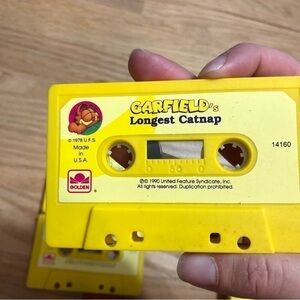 GARFIELD's
Longest Catnap
© 1978 U.F.S.
Made
in
U.S.A.
14160
GOLDEN
℗© 1990 United Feature Syndicate, Inc.
All rights reserved. Duplication prohibited.